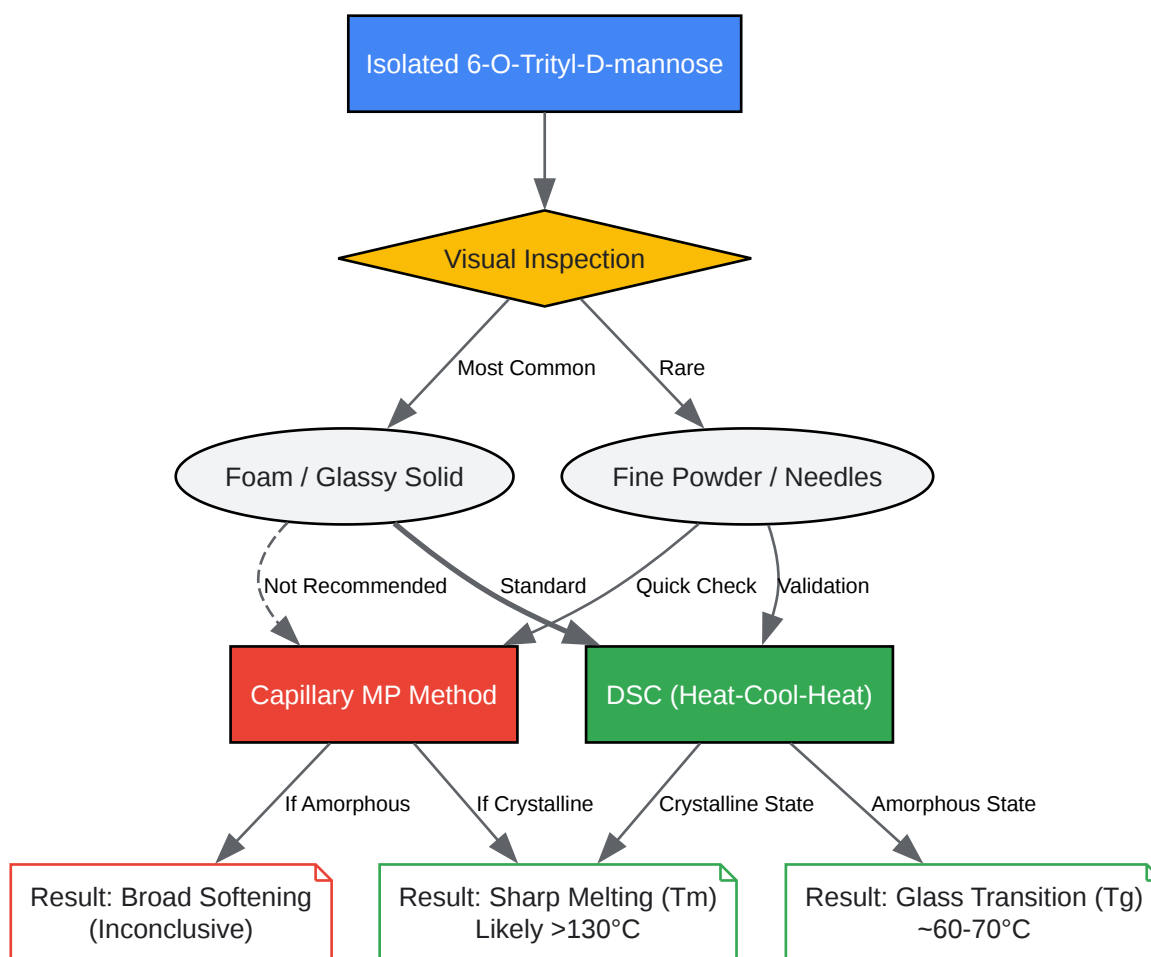 Isolated 6-O-Trityl-D-mannose
Visual Inspection
Most Common
Rare
Foam / Glassy Solid
Fine Powder / Needles
Not Recommended
Standard
Quick Check
Validation
Capillary MP Method
DSC (Heat-Cool-Heat)
If Amorphous
If Crystalline
Crystalline State
Amorphous State
Result: Broad Softening
(Inconclusive)
Result: Sharp Melting (Tm)
Likely >130°C
Result: Glass Transition (Tg)
~60-70°C